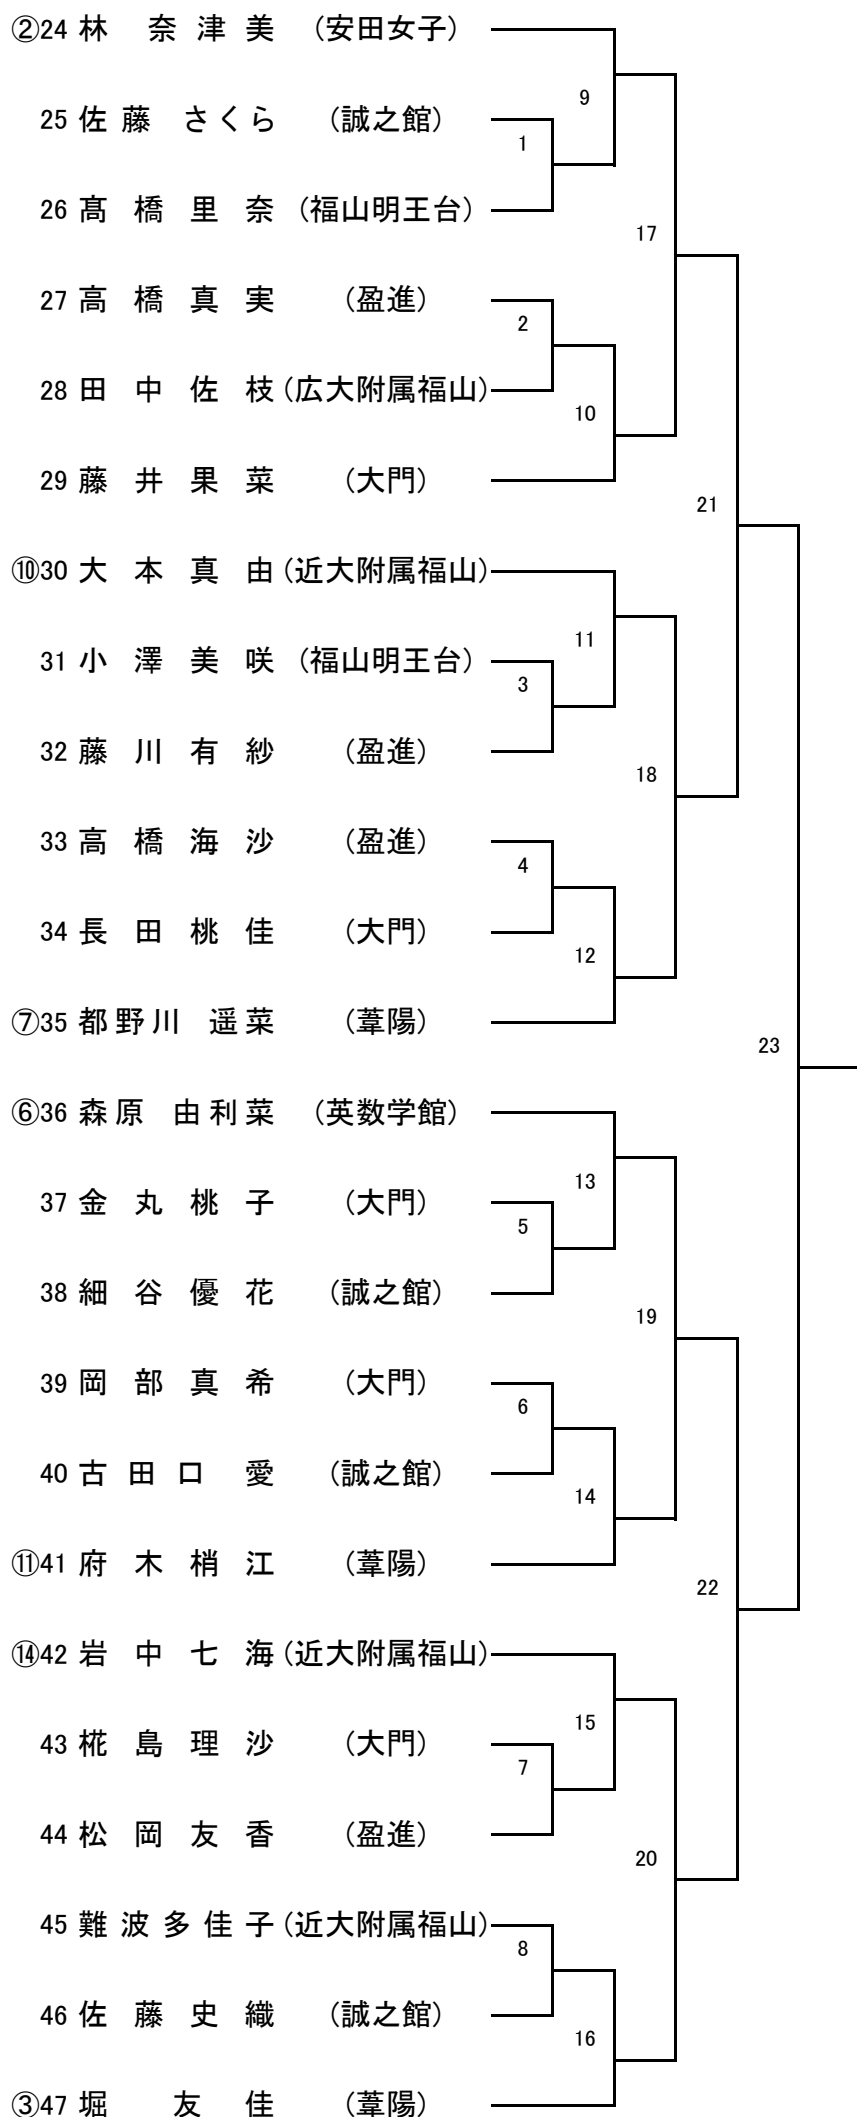 ②24 林 奈津美 (安田女子)
9
25 佐藤 さくら (誠之館)
1
26 髙橋里奈 (福山明王台)
17
27 高橋真実 (盈進)
2
28 田中佐枝 (広大附属福山)
10
29 藤井果菜 (大門)
21
⑩30 大本真由 (近大附属福山)
11
31 小澤美咲 (福山明王台)
3
32 藤川有紗 (盈進)
18
33 高橋海沙 (盈進)
4
34 長田桃佳 (大門)
12
⑦35 都野川 遥菜 (葦陽)
23
⑥36 森原 由利菜 (英数学館)
13
37 金丸桃子 (大門)
5
38 細谷優花 (誠之館)
19
39 岡部真希 (大門)
6
40 古田口 愛 (誠之館)
14
⑪41 府木梢江 (葦陽)
22
⑭42 岩中七海 (近大附属福山)
15
43 椛島理沙 (大門)
7
44 松岡友香 (盈進)
20
45 難波多佳子 (近大附属福山)
8
46 佐藤史織 (誠之館)
16
③47 堀 友佳 (葦陽)